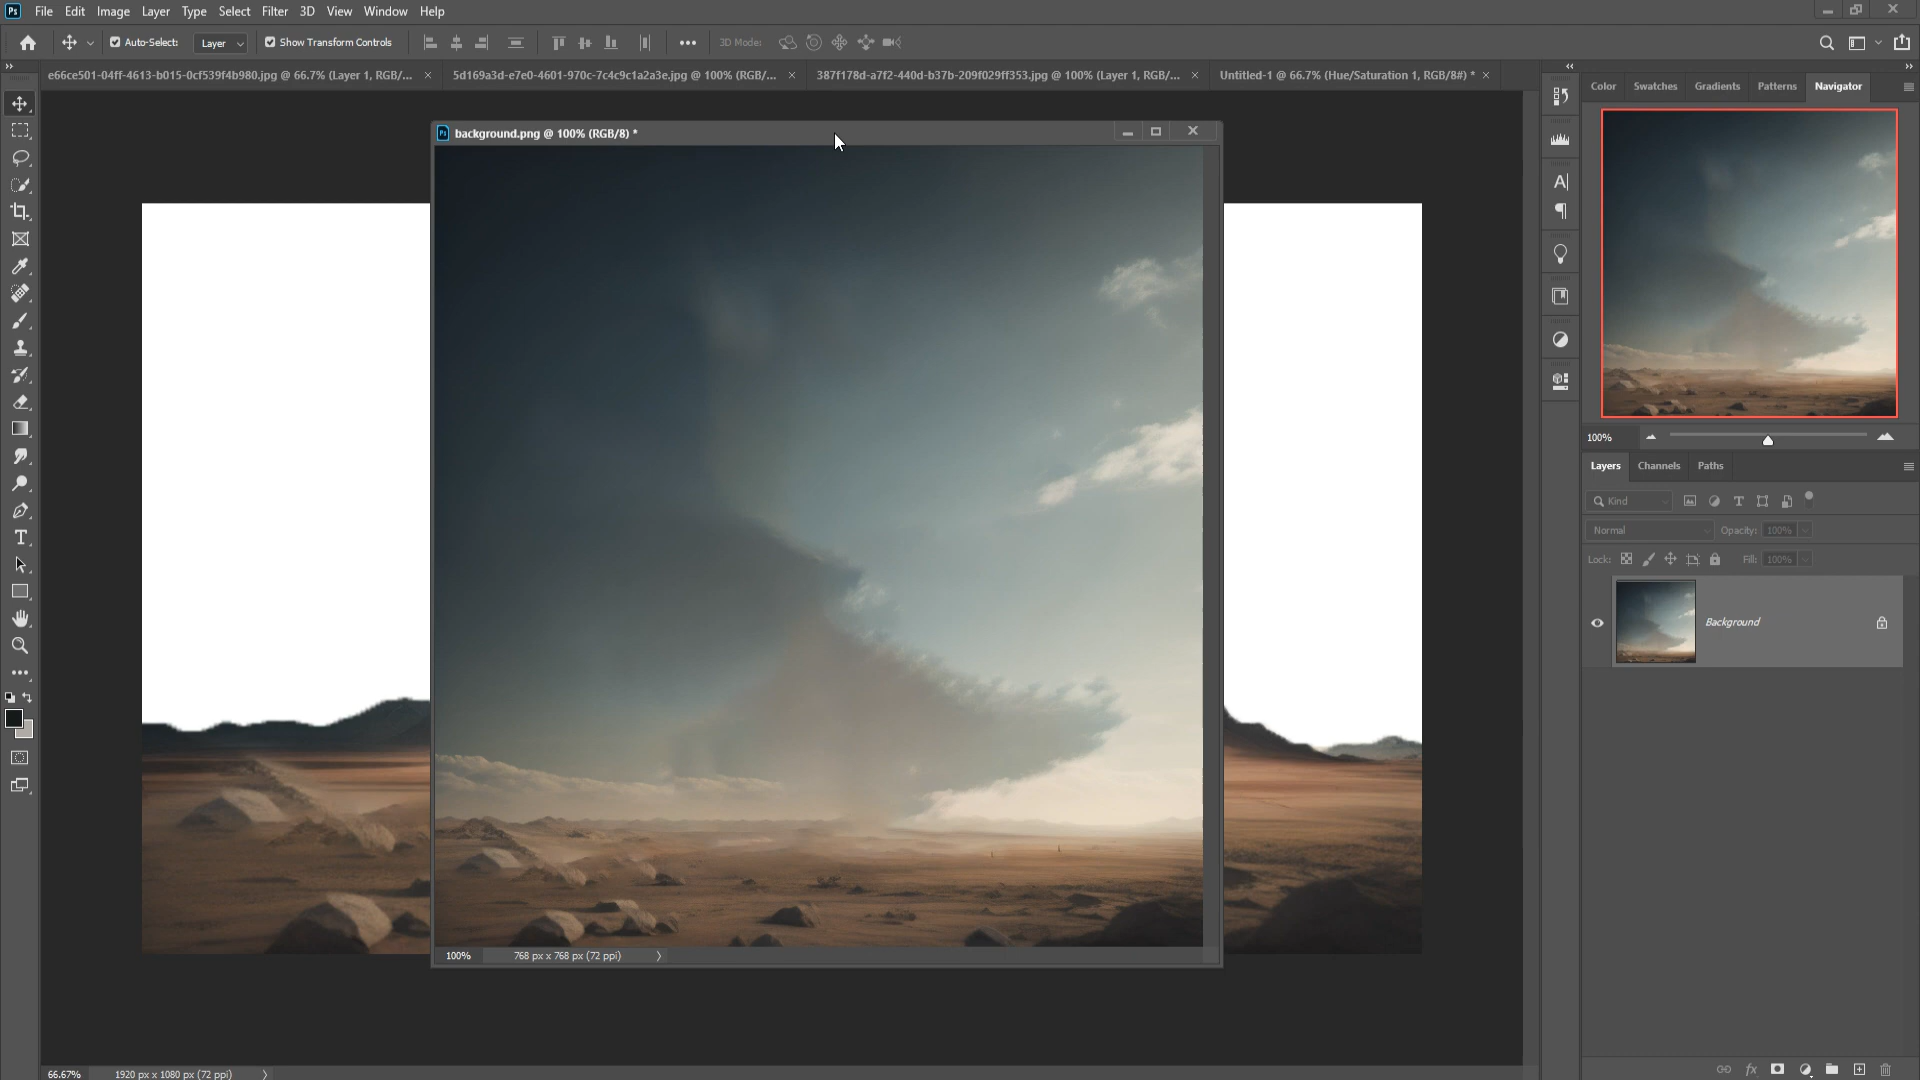 Ps File Edit Image Layer Type Select Filter 3D View Window Help
Auto-Select: Layer Show Transform Controls 3D Mode:
e66ce501-04ff-4613-b015-0cf539f4b980.jpg @ 66.7% (Layer 1, RGB/... × 5d169a3d-e7e0-4601-970c-7c4c9c1a2a3e.jpg @ 100% (RGB/... × 387f178d-a7f2-440d-b37b-209f029ff353.jpg @ 100% (Layer 1, RGB/... × Untitled-1 @ 66.7% (Hue/Saturation 1, RGB/8#) * ×
Color Swatches Gradients Patterns Navigator
Ps background.png @ 100% (RGB/8) *
100%
Layers Channels Paths
Kind
Normal Opacity: 100%
Lock: Fill: 100%
Background
100% 768 px x 768 px (72 ppi)
66.67% 1920 px x 1080 px (72 ppi)